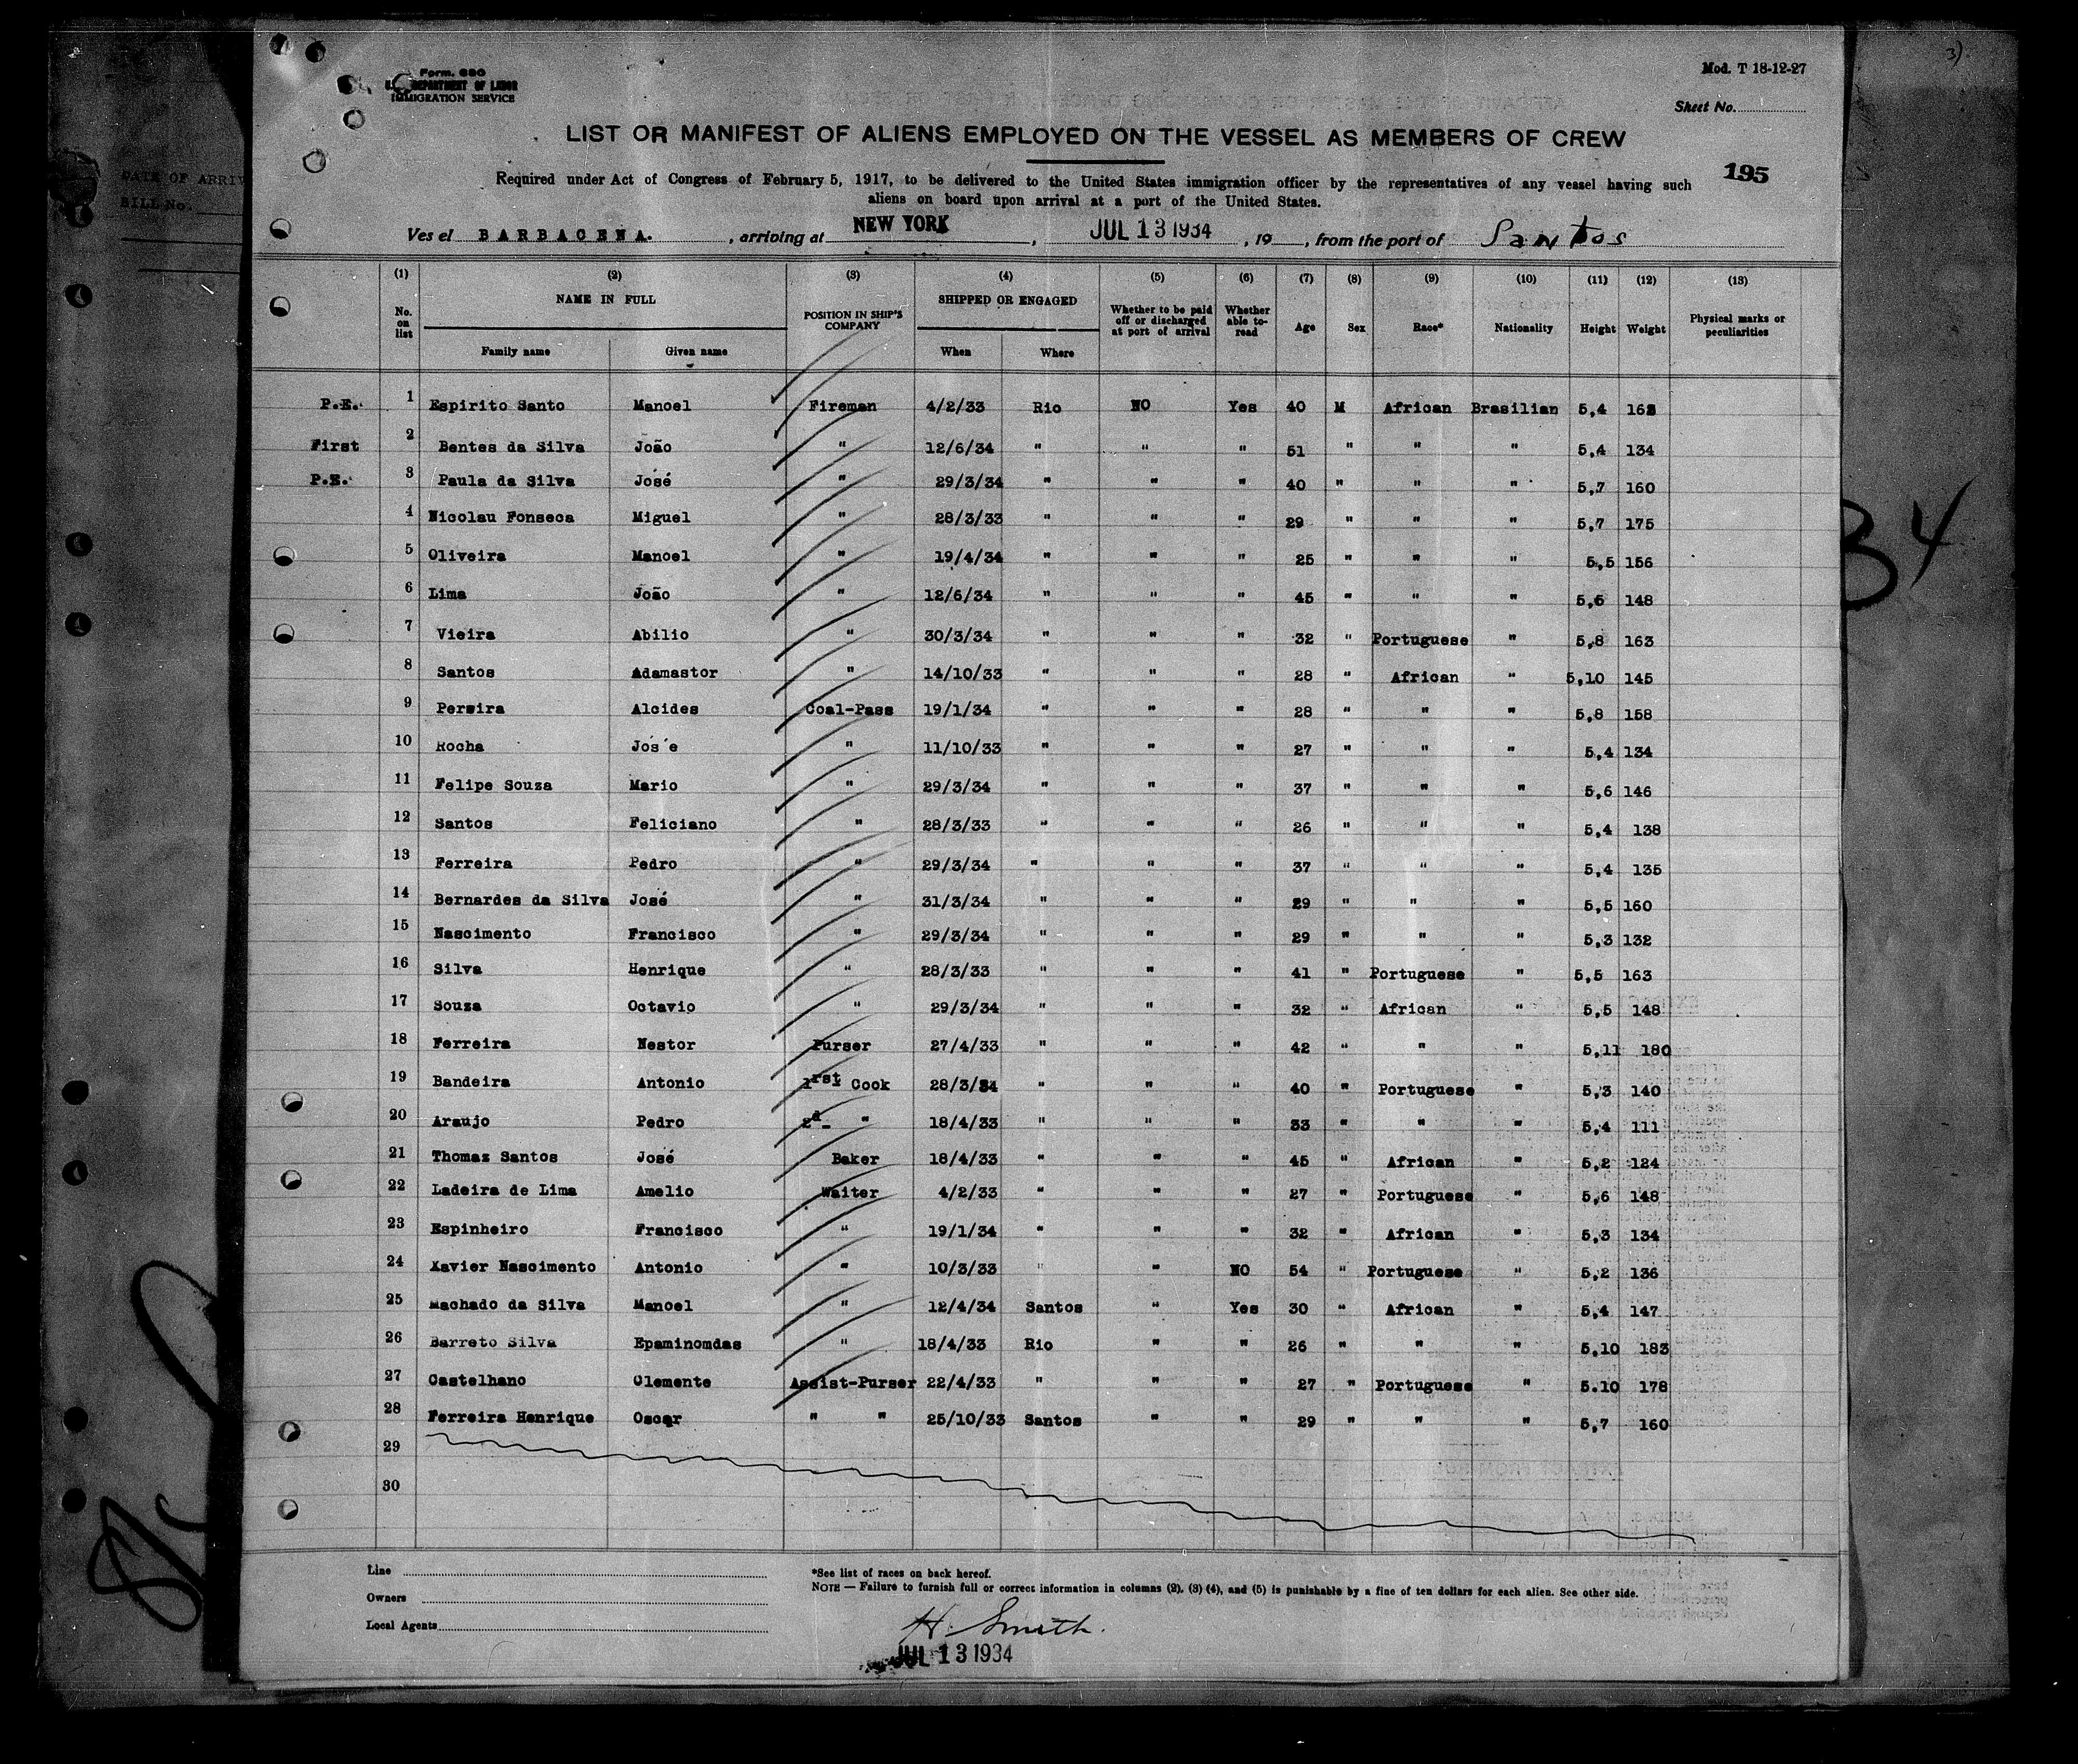 3).
Form. 680
U.S. DEPARTMENT OF LABOR
IMMIGRATION SERVICE
Mod. T 18-12-27
Sheet No.
LIST OR MANIFEST OF ALIENS EMPLOYED ON THE VESSEL AS MEMBERS OF CREW
195
Required under Act of Congress of February 5, 1917, to be delivered to the United States immigration officer by the representatives of any vessel having such
aliens on board upon arrival at a port of the United States.
DATE OF ARRIV
BILL No.
Vessel BARBACENA. , arriving at NEW YORK , JUL 13 1934 , 19 , from the port of Santos
(1) (2) (3) (4) (5) (6) (7) (8) (9) (10) (11) (12) (13)
No. on list NAME IN FULL POSITION IN SHIP'S COMPANY SHIPPED OR ENGAGED Whether to be paid off or discharged at port of arrival Whether able to- read Age Sex Race* Nationality Height Weight Physical marks or peculiarities
Family name Given name When Where
P.E. 1 Espirito Santo Manoel Fireman 4/2/33 Rio NO Yes 40 M African Brasilian 5,4 168
First 2 Bentes da Silva João " 12/6/34 " " " 51 " " " 5,4 134
P.E. 3 Paula da Silva José " 29/3/34 " " " 40 " " " 5,7 160
4 Nicolau Fonseca Miguel " 28/3/33 " " " 29 " " " 5,7 175
5 Oliveira Manoel " 19/4/34 " " " 25 " " " 5,5 156
6 Lima João " 12/6/34 " " " 45 " " " 5,6 148
7 Vieira Abilio " 30/3/34 " " " 32 " Portuguese " 5,8 163
8 Santos Adamastor " 14/10/33 " " " 28 " African " 5,10 145
9 Pereira Alcides Coal-Pass 19/1/34 " " " 28 " " " 5,8 158
10 Rocha Jos´e " 11/10/33 " " " 27 " " " 5,4 134
11 Felipe Souza Mario " 29/3/34 " " " 37 " " " 5,6 146
12 Santos Feliciano " 28/3/33 " " " 26 " " " 5,4 138
13 Ferreira Pedro " 29/3/34 " " " 37 " " " 5,4 135
14 Bernardes da Silva José " 31/3/34 " " " 29 " " " 5,5 160
15 Nascimento Francisco " 29/3/34 " " " 29 " " " 5,3 132
16 Silva Henrique " 28/3/33 " " " 41 " Portuguese " 5,5 163
17 Souza Octavio " 29/3/34 " " " 32 " African " 5,5 148
18 Ferreira Nestor Purser 27/4/33 " " " 42 " " " 5,11 180
19 Bandeira Antonio 1rst Cook 28/3/34 " " " 40 " Portuguese " 5,3 140
20 Araujo Pedro 2d " 18/4/33 " " " 33 " " " 5,4 111
21 Thomaz Santos José Baker 18/4/33 " " " 45 " African " 5,2 124
22 Ladeira de Lima Amelio Waiter 4/2/33 " " " 27 " Portuguese " 5,6 148
23 Espinheiro Francisco " 19/1/34 " " " 32 " African " 5,3 134
24 Xavier Nascimento Antonio " 10/3/33 " " NO 54 " Portuguese " 5,2 136
25 Machado da Silva Manoel " 12/4/34 Santos " Yes 30 " African " 5,4 147
26 Barreto Silva Epaminomdas " 18/4/33 Rio " " 26 " " " 5,10 183
27 Castelhano Clemente Assist-Purser 22/4/33 " " " 27 " Portuguese " 5.10 178
28 Ferreira Henrique Oscar " " 25/10/33 Santos " " 29 " " " 5,7 160
29
30
34
Line
Owners
Local Agents
*See list of races on back hereof.
NOTE — Failure to furnish full or correct information in columns (2), (3) (4), and (5) is punishable by a fine of ten dollars for each alien. See other side.
H. Smith.
JUL 13 1934